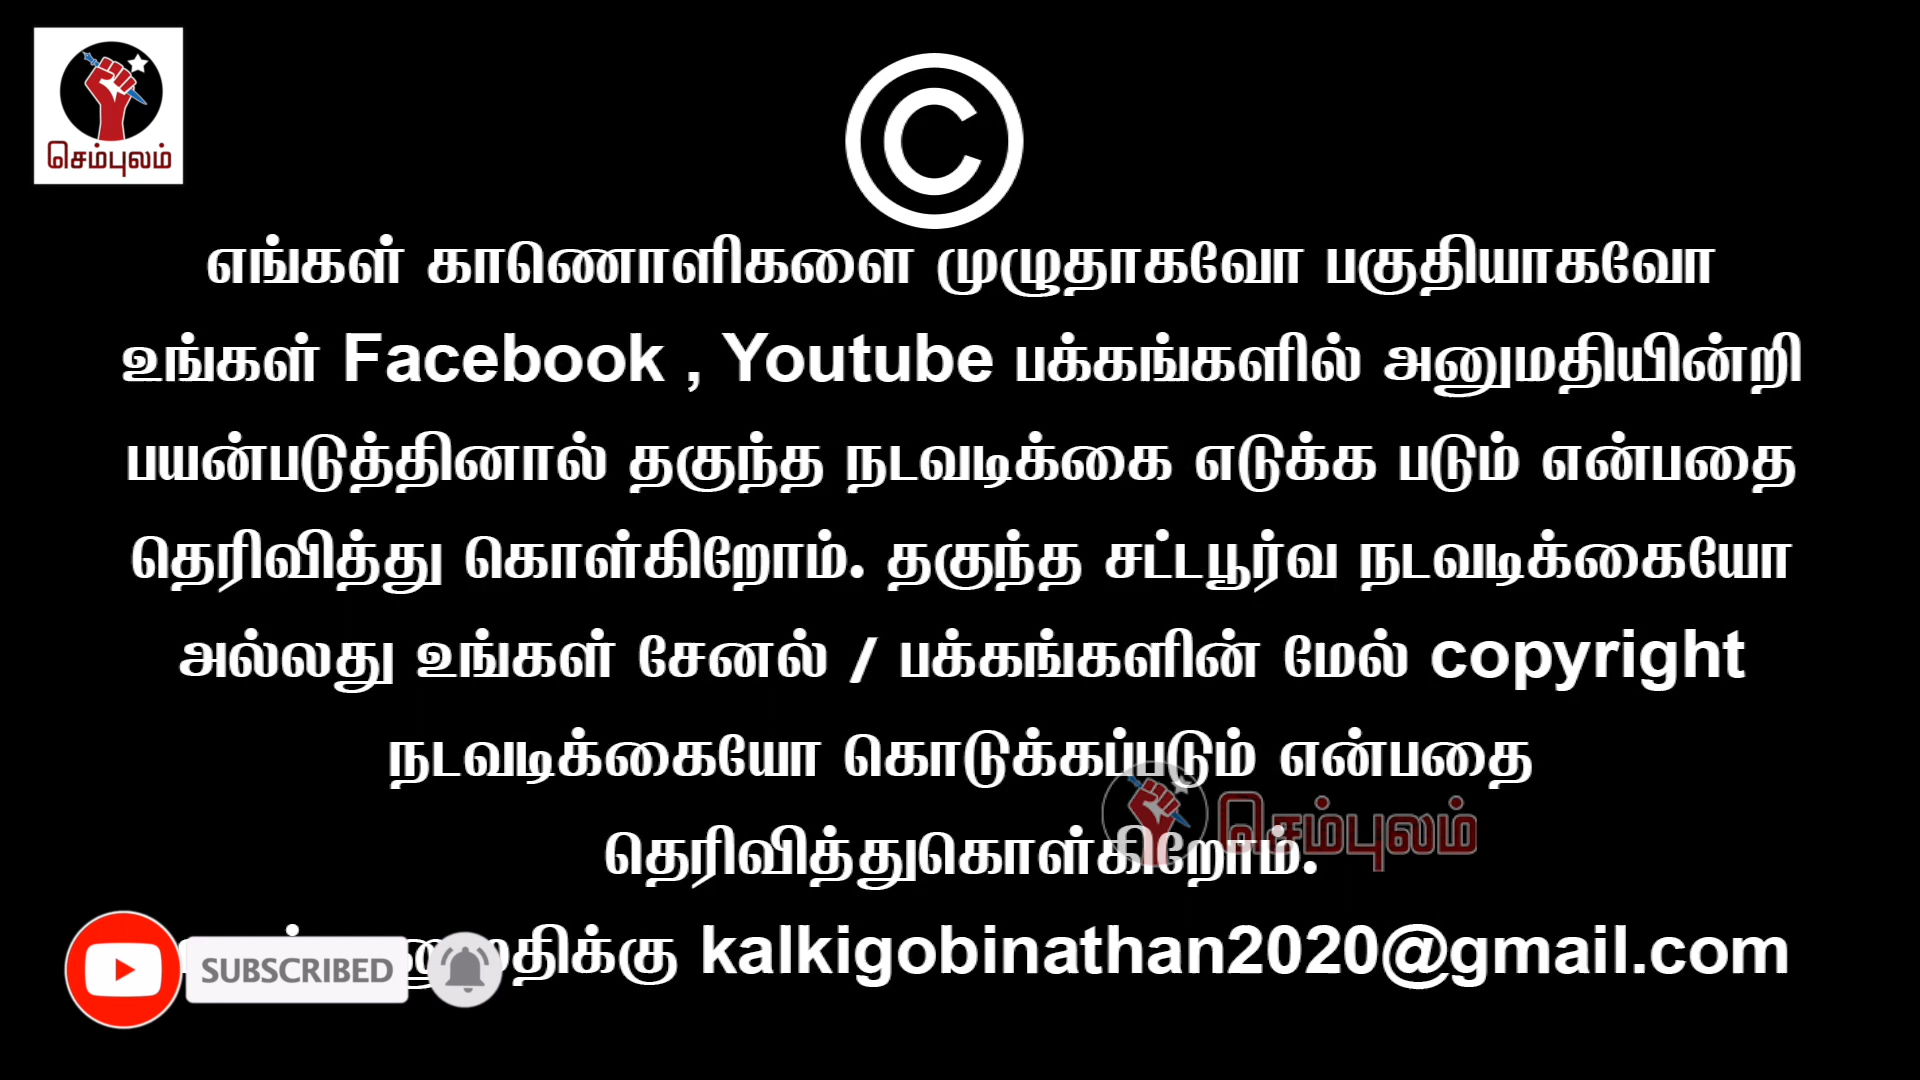 செம்புலம்
©
எங்கள் காணொளிகளை முழுதாகவோ பகுதியாகவோ
உங்கள் Facebook , Youtube பக்கங்களில் அனுமதியின்றி
பயன்படுத்தினால் தகுந்த நடவடிக்கை எடுக்க படும் என்பதை
தெரிவித்து கொள்கிறோம். தகுந்த சட்டபூர்வ நடவடிக்கையோ
அல்லது உங்கள் சேனல் / பக்கங்களின் மேல் copyright
நடவடிக்கையோ கொடுக்கப்படும் என்பதை
செம்புலம்
தெரிவித்துகொள்கிறோம்.
SUBSCRIBED
kalkigobinathan2020@gmail.com